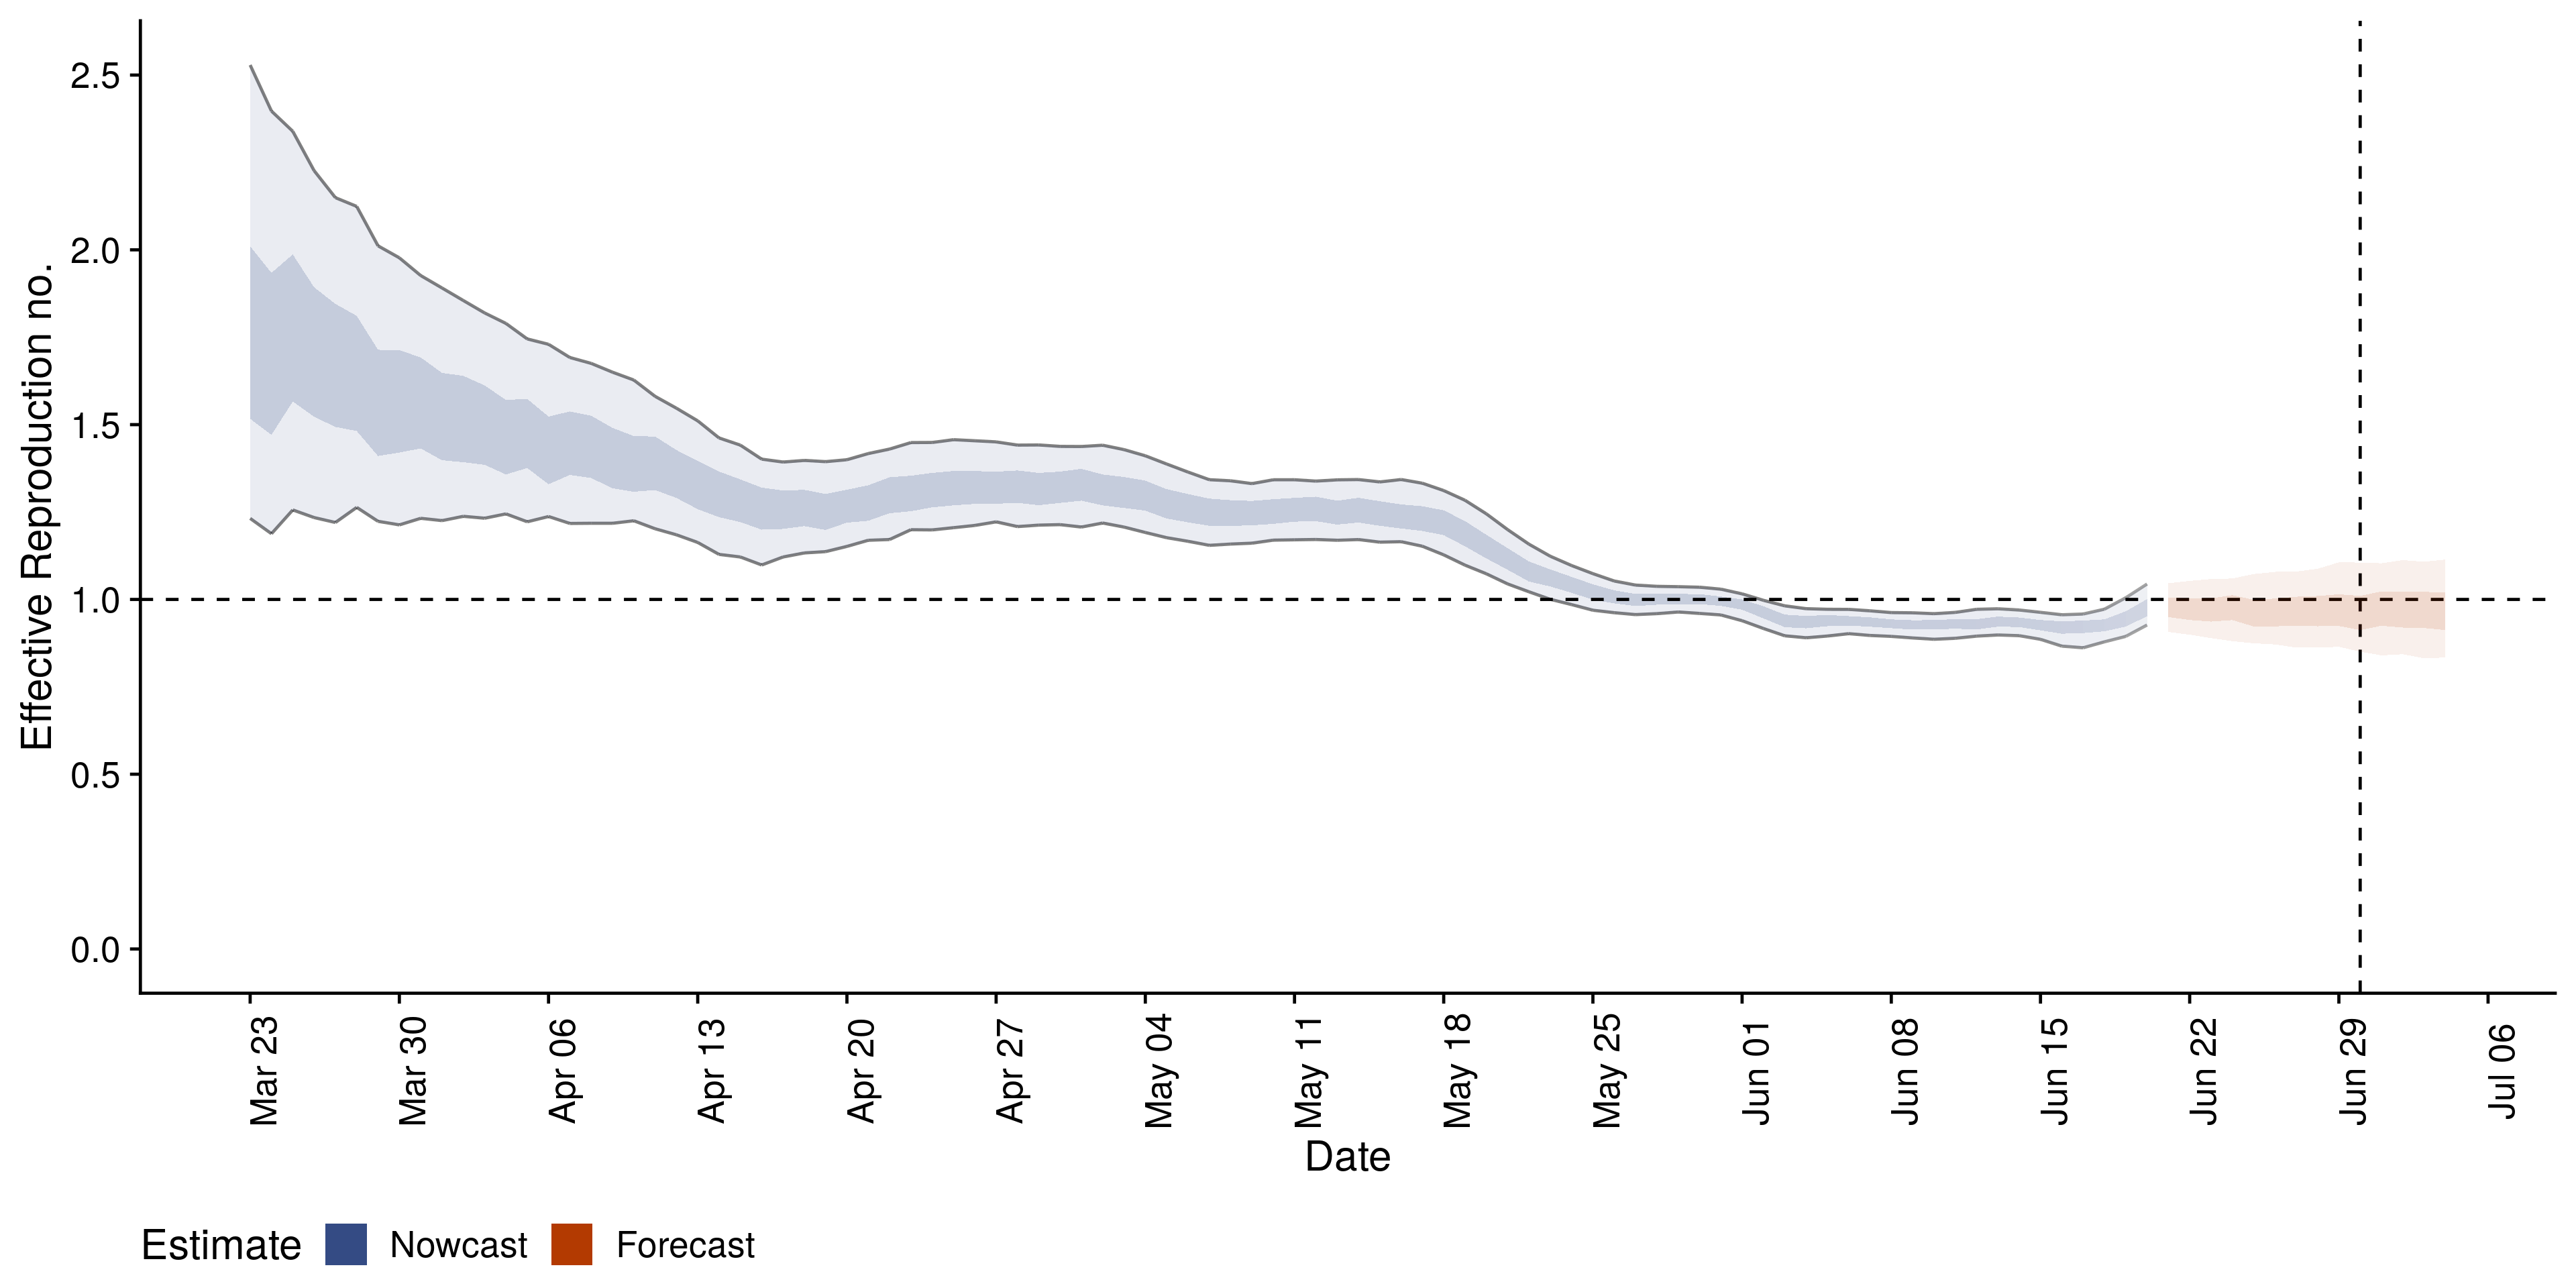 Effective Reproduction no.
2.5
2.0
1.5
1.0
0.5
0.0
Mar 23
Mar 30
Apr 06
Apr 13
Apr 20
Apr 27
May 04
May 11
May 18
May 25
Jun 01
Jun 08
Jun 15
Jun 22
Jun 29
Jul 06
Date
Estimate Nowcast Forecast